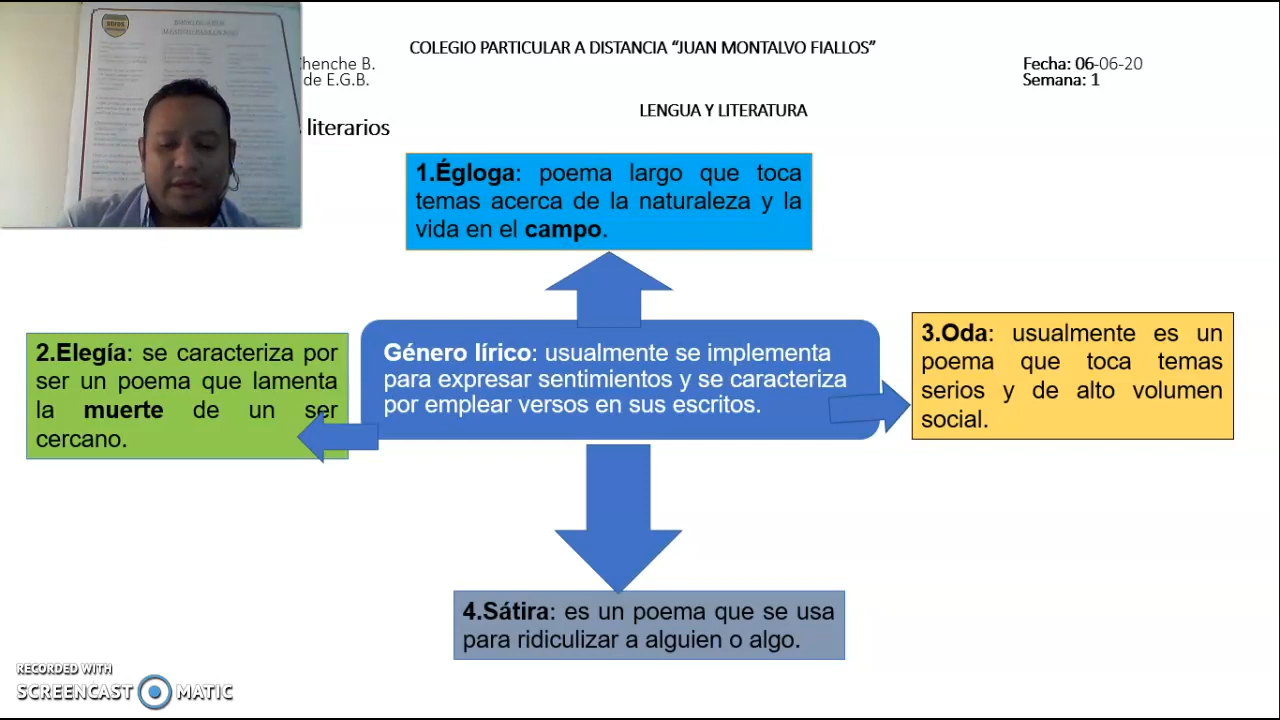 COLEGIO PARTICULAR A DISTANCIA “JUAN MONTALVO FIALLOS”
Chenche B.
Fecha: 06-06-20
de E.G.B.
Semana: 1
LENGUA Y LITERATURA
literarios
1.Égloga: poema largo que toca
temas acerca de la naturaleza y la
vida en el campo.
2.Elegía: se caracteriza por
ser un poema que lamenta
la muerte de un ser
cercano.
Género lírico: usualmente se implementa
para expresar sentimientos y se caracteriza
por emplear versos en sus escritos.
3.Oda: usualmente es un
poema que toca temas
serios y de alto volumen
social.
4.Sátira: es un poema que se usa
para ridiculizar a alguien o algo.
RECORDED WITH
SCREENCAST MATIC